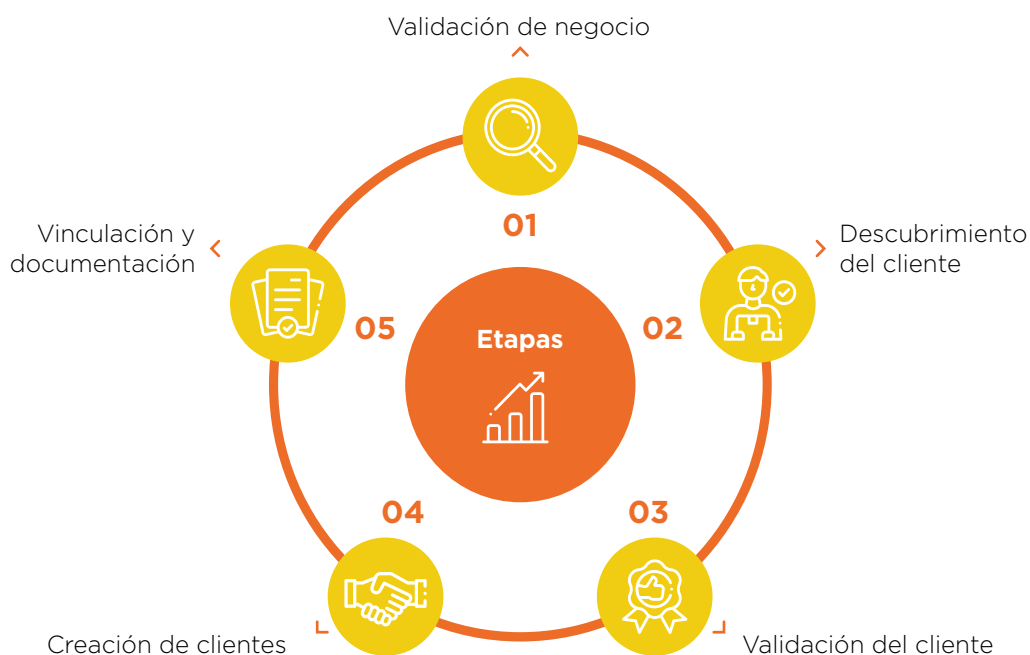 Validación de negocio
01
Descubrimiento
del cliente
02
Validación del cliente
03
Creación de clientes
04
Vinculación y
documentación
05
Etapas